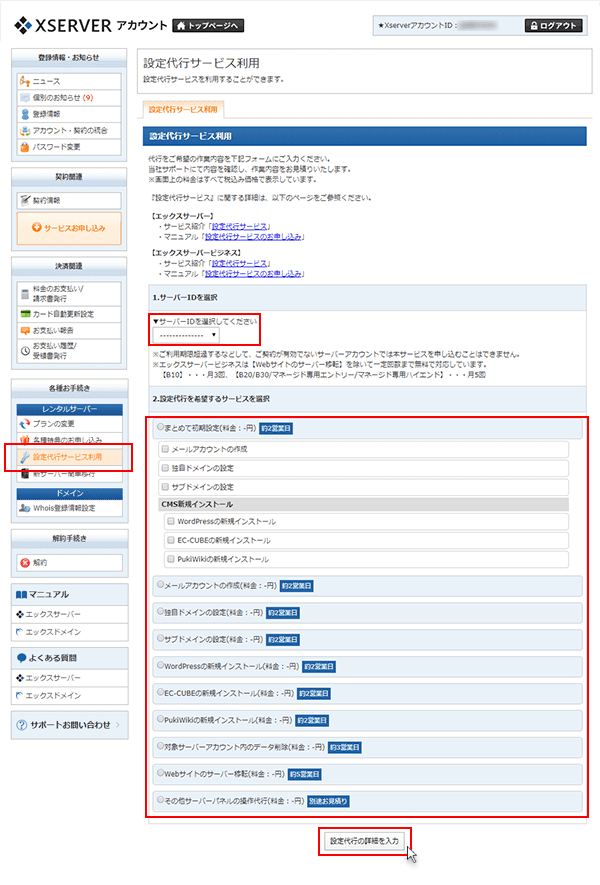 XSERVER アカウント
トップページへ
★XserverアカウントID：
ログアウト
登録情報・お知らせ
ニュース
個別のお知らせ (9)
登録情報
アカウント・契約の統合
パスワード変更
契約関連
契約情報
サービスお申し込み
決済関連
料金のお支払い/
請求書発行
カード自動更新設定
お支払い報告
お支払い履歴/
受領書発行
各種お手続き
レンタルサーバー
プランの変更
各種特典のお申し込み
設定代行サービス利用
新サーバー簡単移行
ドメイン
Whois登録情報設定
解約手続き
解約
マニュアル
エックスサーバー
エックスドメイン
よくある質問
エックスサーバー
エックスドメイン
サポートお問い合わせ
設定代行サービス利用
設定代行サービスを利用することができます。
設定代行サービス利用
設定代行サービス利用
代行をご希望の作業内容を下記フォームにご入力ください。
当社サポートにて内容を確認し、作業内容をお見積りいたします。
※画面上の料金はすべて税込み価格で表示しています。
『設定代行サービス』に関する詳細は、以下のページをご参照ください。
【エックスサーバー】
・サービス紹介「設定代行サービス」
・マニュアル「設定代行サービスのお申し込み」
【エックスサーバービジネス】
・サービス紹介「設定代行サービス」
・マニュアル「設定代行サービスのお申し込み」
1.サーバーIDを選択
▼サーバーIDを選択してください
--------------
※ご利用期限超過するなどして、ご契約が有効でないサーバーアカウントでは本サービスを申し込むことはできません。
※エックスサーバービジネスは【Webサイトのサーバー移転】を除いて一定回数まで無料で対応しています。
【B10】・・・月3回、【B20/B30/マネージド専用エントリー/マネージド専用ハイエンド】・・・月5回
2.設定代行を希望するサービスを選択
まとめて初期設定(料金：-円) 約2営業日
メールアカウントの作成
独自ドメインの設定
サブドメインの設定
CMS新規インストール
WordPressの新規インストール
EC-CUBEの新規インストール
PukiWikiの新規インストール
メールアカウントの作成(料金：-円) 約2営業日
独自ドメインの設定(料金：-円) 約2営業日
サブドメインの設定(料金：-円) 約2営業日
WordPressの新規インストール(料金：-円) 約2営業日
EC-CUBEの新規インストール(料金：-円) 約2営業日
PukiWikiの新規インストール(料金：-円) 約2営業日
対象サーバーアカウント内のデータ削除(料金：-円) 約3営業日
Webサイトのサーバー移転(料金：-円) 約5営業日
その他サーバーパネルの操作代行(料金：-円) 別途お見積り
設定代行の詳細を入力